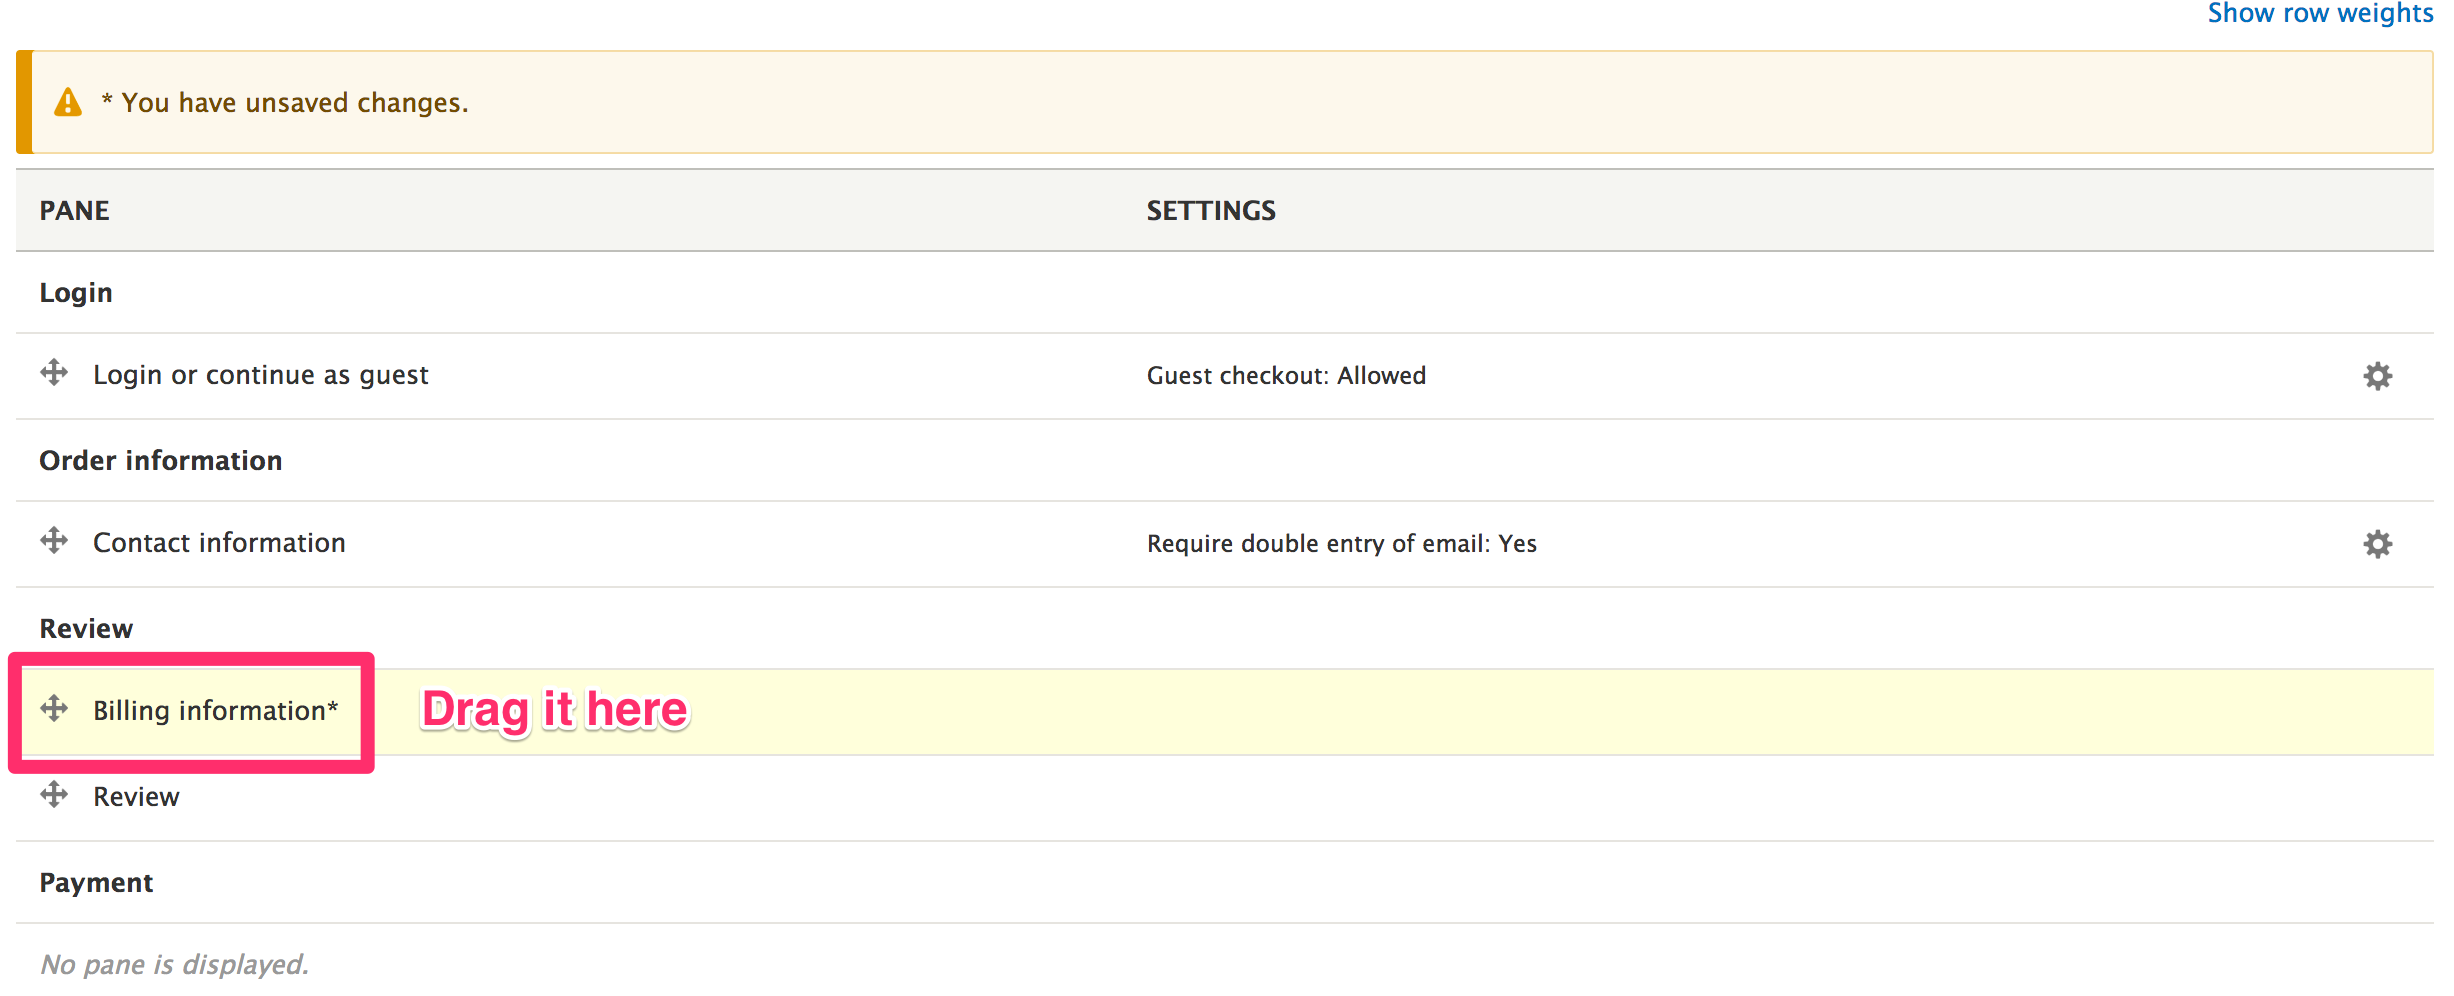 Show row weights
* You have unsaved changes.
PANE SETTINGS
Login
Login or continue as guest Guest checkout: Allowed
Order information
Contact information Require double entry of email: Yes
Review
Billing information* Drag it here
Review
Payment
No pane is displayed.